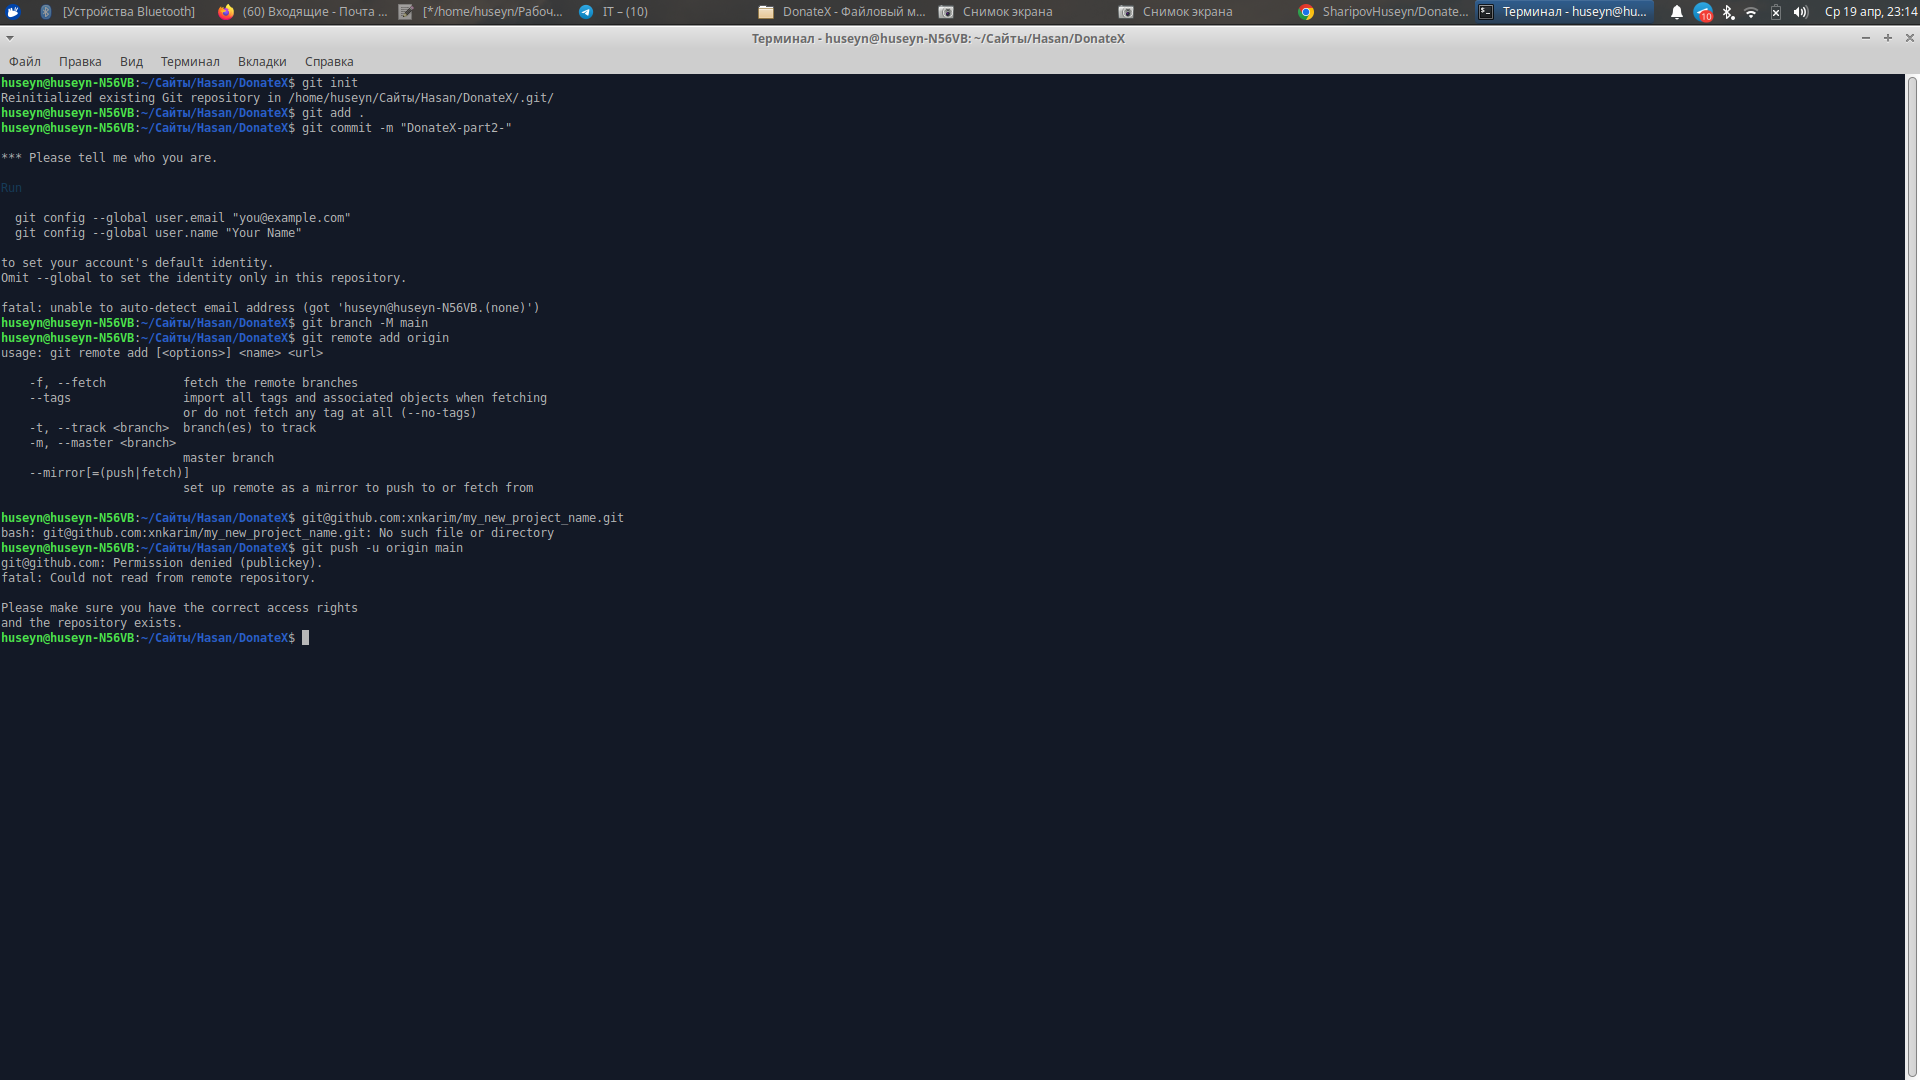 [Устройства Bluetooth]
(60) Входящие - Почта ...
[*/home/huseyn/Рабоч...
IT – (10)
DonateX - Файловый м...
Снимок экрана
Снимок экрана
SharipovHuseyn/Donate...
Терминал - huseyn@hu...
10
Ср 19 апр, 23:14
Терминал - huseyn@huseyn-N56VB: ~/Сайты/Hasan/DonateX
Файл Правка Вид Терминал Вкладки Справка
huseyn@huseyn-N56VB:~/Сайты/Hasan/DonateX$ git init
Reinitialized existing Git repository in /home/huseyn/Сайты/Hasan/DonateX/.git/
huseyn@huseyn-N56VB:~/Сайты/Hasan/DonateX$ git add .
huseyn@huseyn-N56VB:~/Сайты/Hasan/DonateX$ git commit -m "DonateX-part2-"

*** Please tell me who you are.

Run

  git config --global user.email "you@example.com"
  git config --global user.name "Your Name"

to set your account's default identity.
Omit --global to set the identity only in this repository.

fatal: unable to auto-detect email address (got 'huseyn@huseyn-N56VB.(none)')
huseyn@huseyn-N56VB:~/Сайты/Hasan/DonateX$ git branch -M main
huseyn@huseyn-N56VB:~/Сайты/Hasan/DonateX$ git remote add origin
usage: git remote add [<options>] <name> <url>

    -f, --fetch           fetch the remote branches
    --tags                import all tags and associated objects when fetching
                          or do not fetch any tag at all (--no-tags)
    -t, --track <branch>  branch(es) to track
    -m, --master <branch>
                          master branch
    --mirror[=(push|fetch)]
                          set up remote as a mirror to push to or fetch from

huseyn@huseyn-N56VB:~/Сайты/Hasan/DonateX$ git@github.com:xnkarim/my_new_project_name.git
bash: git@github.com:xnkarim/my_new_project_name.git: No such file or directory
huseyn@huseyn-N56VB:~/Сайты/Hasan/DonateX$ git push -u origin main
git@github.com: Permission denied (publickey).
fatal: Could not read from remote repository.

Please make sure you have the correct access rights
and the repository exists.
huseyn@huseyn-N56VB:~/Сайты/Hasan/DonateX$